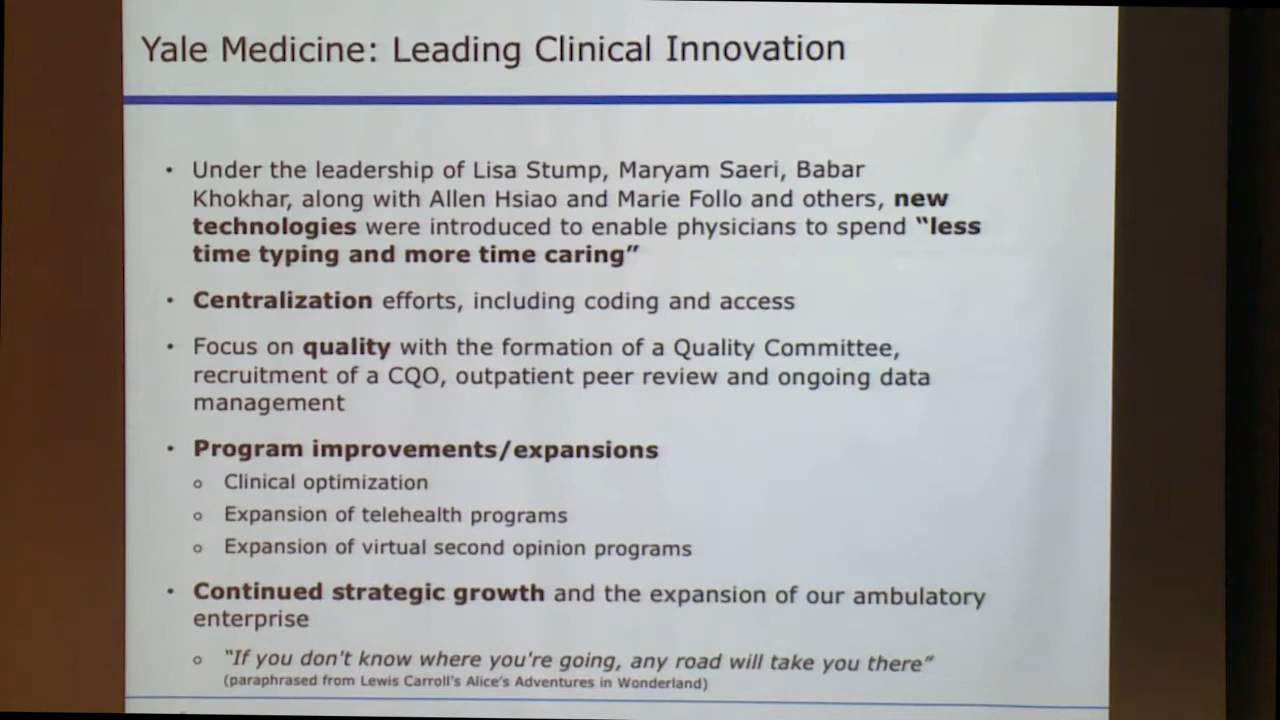 Yale Medicine: Leading Clinical Innovation
• Under the leadership of Lisa Stump, Maryam Saeri, Babar
Khokhar, along with Allen Hsiao and Marie Follo and others, new
technologies were introduced to enable physicians to spend “less
time typing and more time caring”
• Centralization efforts, including coding and access
• Focus on quality with the formation of a Quality Committee,
recruitment of a CQO, outpatient peer review and ongoing data
management
• Program improvements/expansions
o Clinical optimization
o Expansion of telehealth programs
o Expansion of virtual second opinion programs
• Continued strategic growth and the expansion of our ambulatory
enterprise
o “If you don't know where you're going, any road will take you there”
(paraphrased from Lewis Carroll's Alice's Adventures in Wonderland)